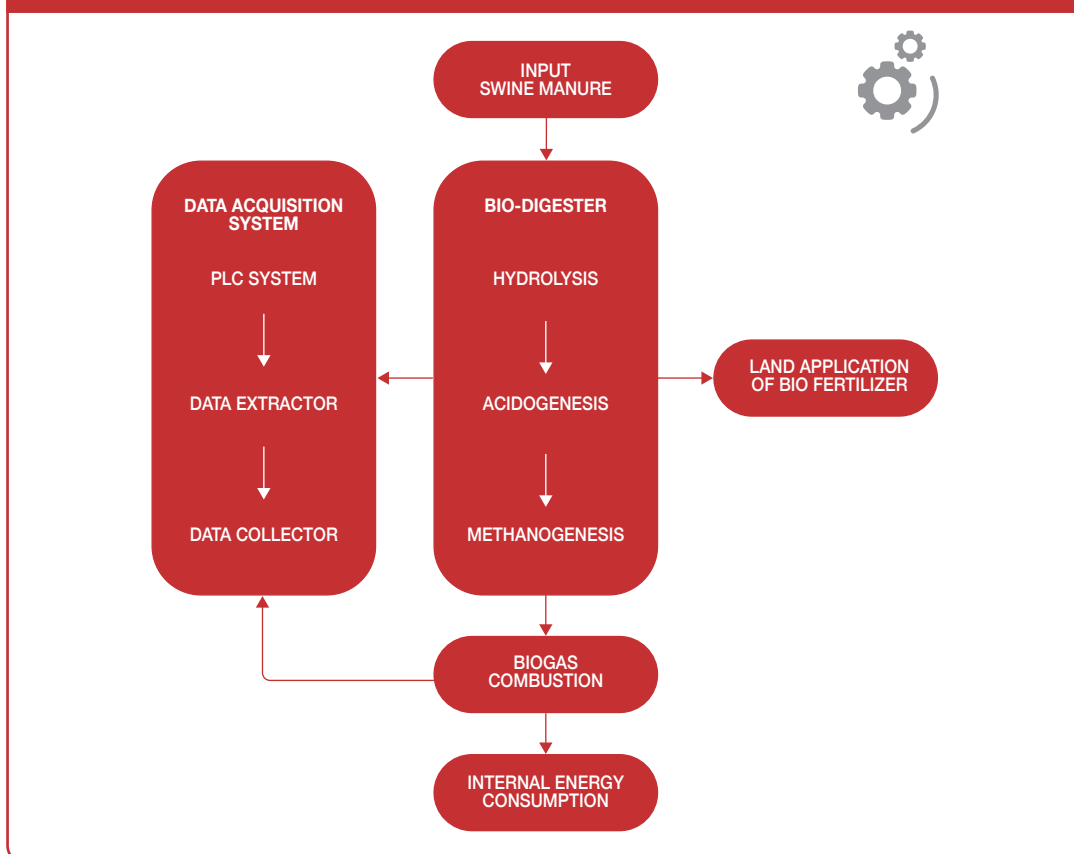 INPUT
SWINE MANURE
DATA ACQUISITION
SYSTEM
PLC SYSTEM
DATA EXTRACTOR
DATA COLLECTOR
BIO-DIGESTER
HYDROLYSIS
ACIDOGENESIS
METHANOGENESIS
LAND APPLICATION
OF BIO FERTILIZER
BIOGAS
COMBUSTION
INTERNAL ENERGY
CONSUMPTION